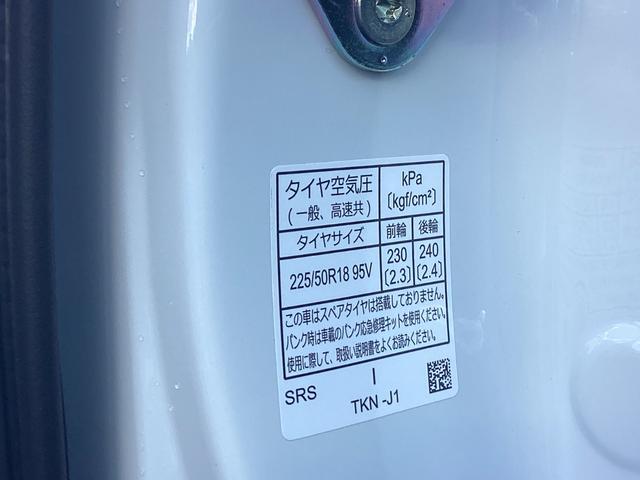 タイヤ空気圧
(一般、高速共)
kPa
(kgf/cm²)
タイヤサイズ 前輪 後輪
225/50R18 95V 230 240
(2.3) (2.4)
この車はスペアタイヤは搭載しておりません。
パンク時は車載のパンク応急修理キットを使用ください。
使用に際して、取扱い説明書をよくお読みください。
SRS I
TKN -J1